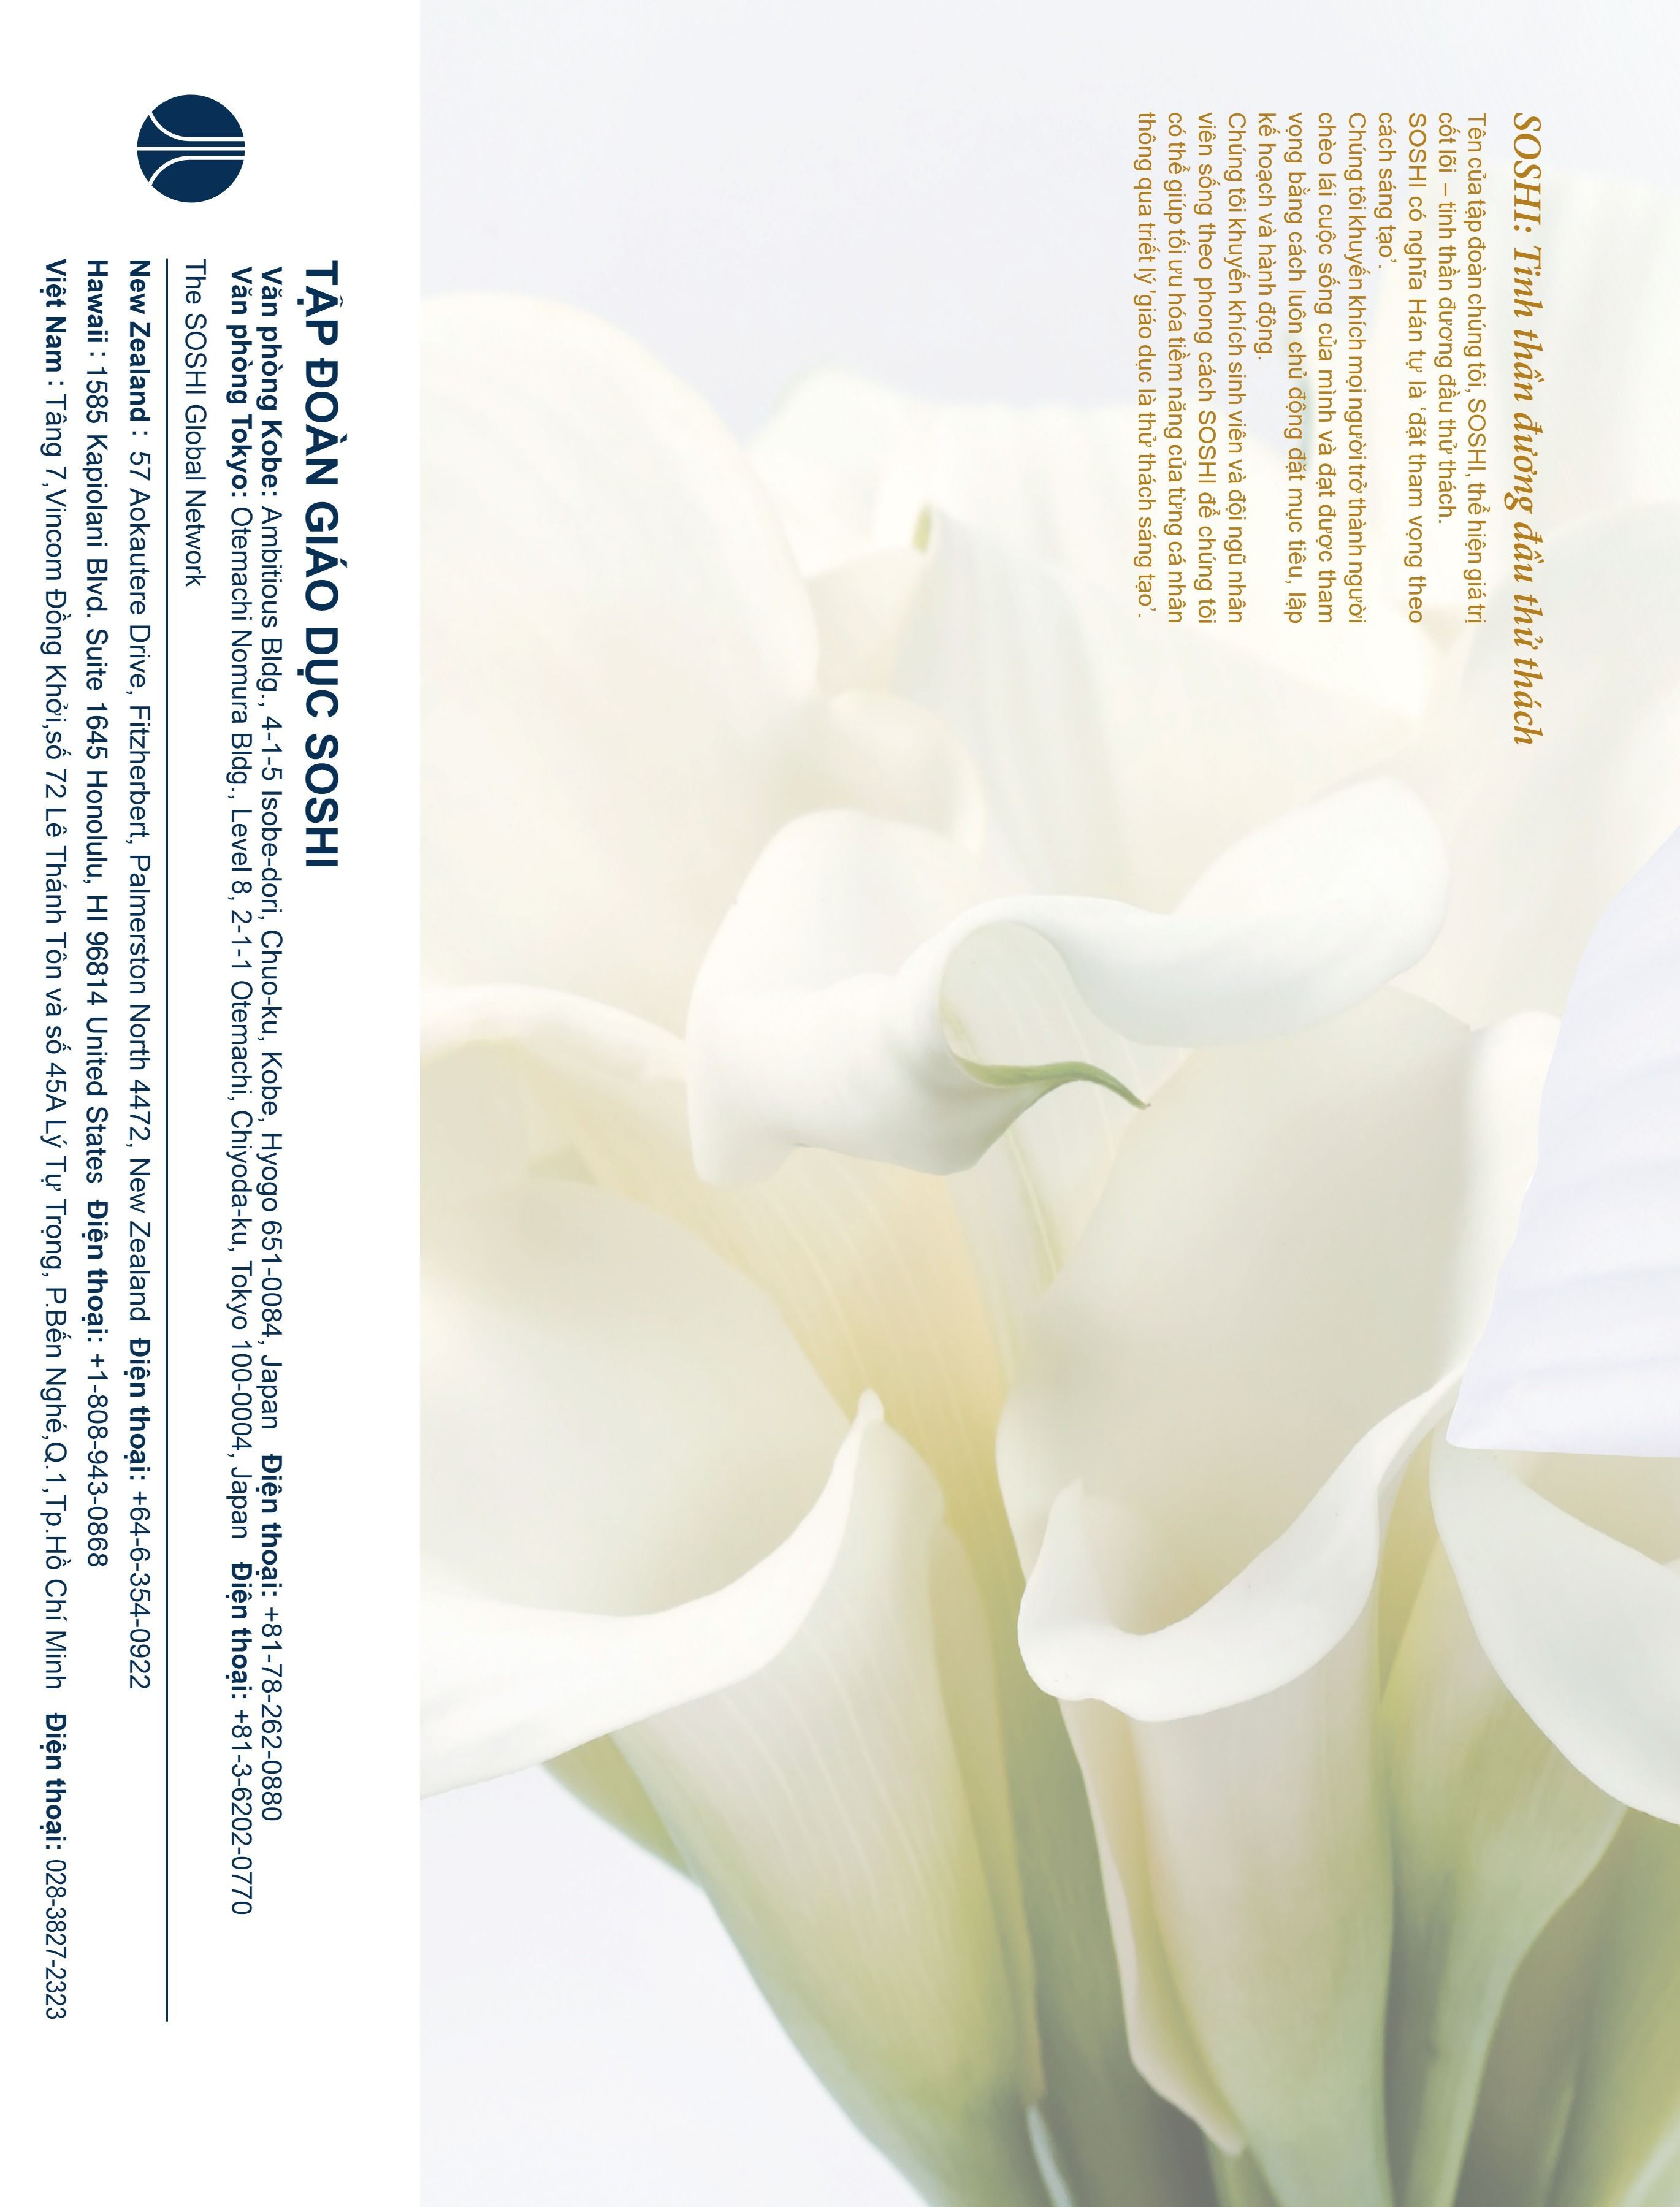 SOSHI: Tinh thần đương đầu thử thách
Tên của tập đoàn chúng tôi, SOSHI, thể hiện giá trị
cốt lõi – tinh thần đương đầu thử thách.
SOSHI có nghĩa Hán tự là ‘đặt tham vọng theo
cách sáng tạo’.
Chúng tôi khuyến khích mọi người trở thành người
chèo lái cuộc sống của mình và đạt được tham
vọng bằng cách luôn chủ động đặt mục tiêu, lập
kế hoạch và hành động.
Chúng tôi khuyến khích sinh viên và đội ngũ nhân
viên sống theo phong cách SOSHI để chúng tôi
có thể giúp tối ưu hóa tiềm năng của từng cá nhân
thông qua triết lý ‘giáo dục là thử thách sáng tạo’.
TẬP ĐOÀN GIÁO DỤC SOSHI
Văn phòng Kobe: Ambitious Bldg., 4-1-5 Isobe-dori, Chuo-ku, Kobe, Hyogo 651-0084, Japan Điện thoại: +81-78-262-0880
Văn phòng Tokyo: Otemachi Nomura Bldg., Level 8, 2-1-1 Otemachi, Chiyoda-ku, Tokyo 100-0004, Japan Điện thoại: +81-3-6202-0770
The SOSHI Global Network
New Zealand : 57 Aokautere Drive, Fitzherbert, Palmerston North 4472, New Zealand Điện thoại: +64-6-354-0922
Hawaii : 1585 Kapiolani Blvd. Suite 1645 Honolulu, HI 96814 United States Điện thoại: +1-808-943-0868
Việt Nam : Tầng 7,Vincom Đồng Khởi,số 72 Lê Thánh Tôn và số 45A Lý Tự Trọng, P.Bến Nghé,Q.1,Tp.Hồ Chí Minh Điện thoại: 028-3827-2323